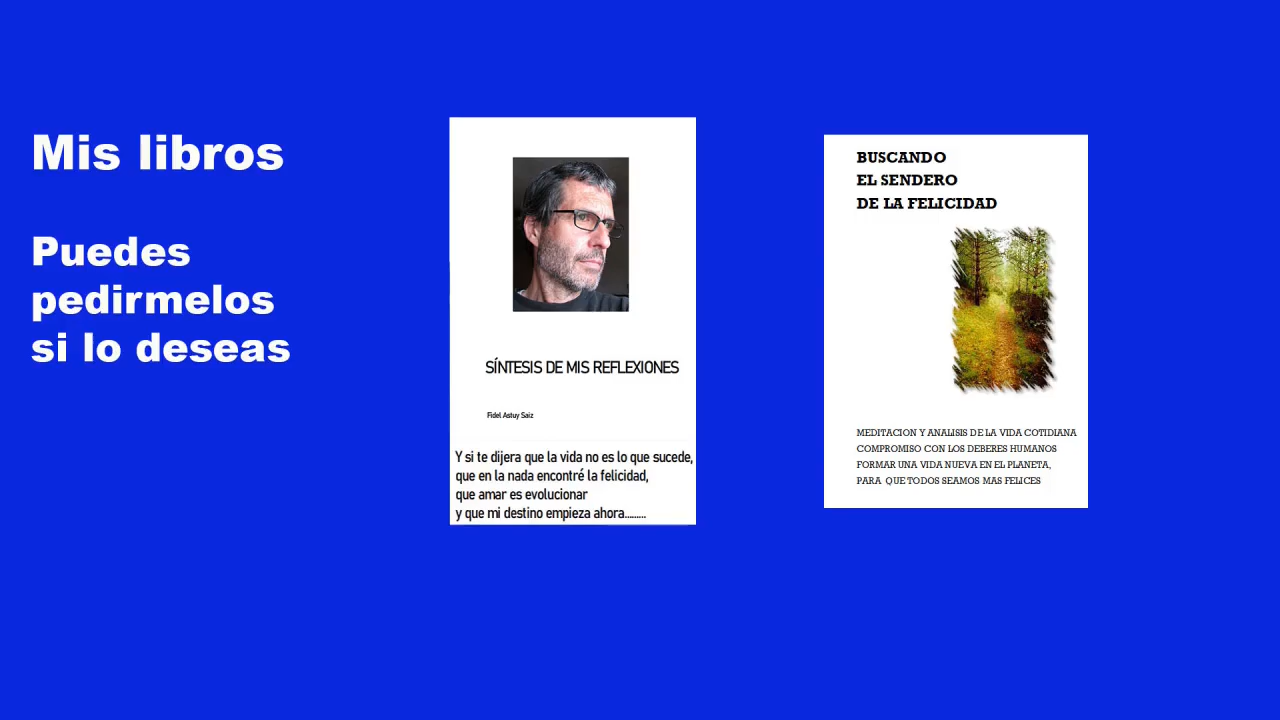 Mis libros
Puedes
pedirmelos
si lo deseas
SÍNTESIS DE MIS REFLEXIONES
Fidel Astuy Saiz
Y si te dijera que la vida no es lo que sucede,
que en la nada encontré la felicidad,
que amar es evolucionar
y que mi destino empieza ahora.........
BUSCANDO
EL SENDERO
DE LA FELICIDAD
MEDITACION Y ANALISIS DE LA VIDA COTIDIANA
COMPROMISO CON LOS DEBERES HUMANOS
FORMAR UNA VIDA NUEVA EN EL PLANETA,
PARA QUE TODOS SEAMOS MAS FELICES